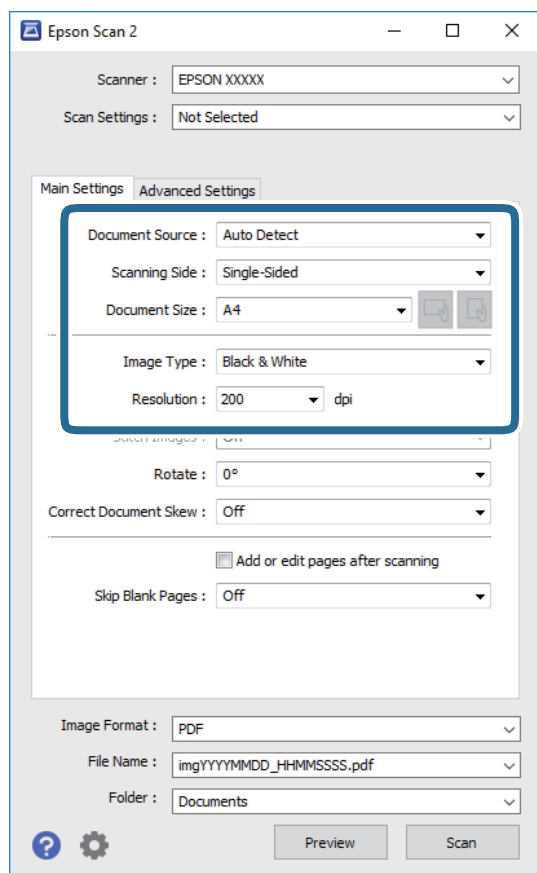 Epson Scan 2
Scanner : EPSON XXXXX
Scan Settings : Not Selected
Main Settings Advanced Settings
Document Source : Auto Detect
Scanning Side : Single-Sided
Document Size : A4
Image Type : Black & White
Resolution : 200 dpi
Rotate : 0°
Correct Document Skew : Off
Add or edit pages after scanning
Skip Blank Pages : Off
Image Format : PDF
File Name : imgYYYYMMDD_HHMMSSSS.pdf
Folder : Documents
? Preview Scan